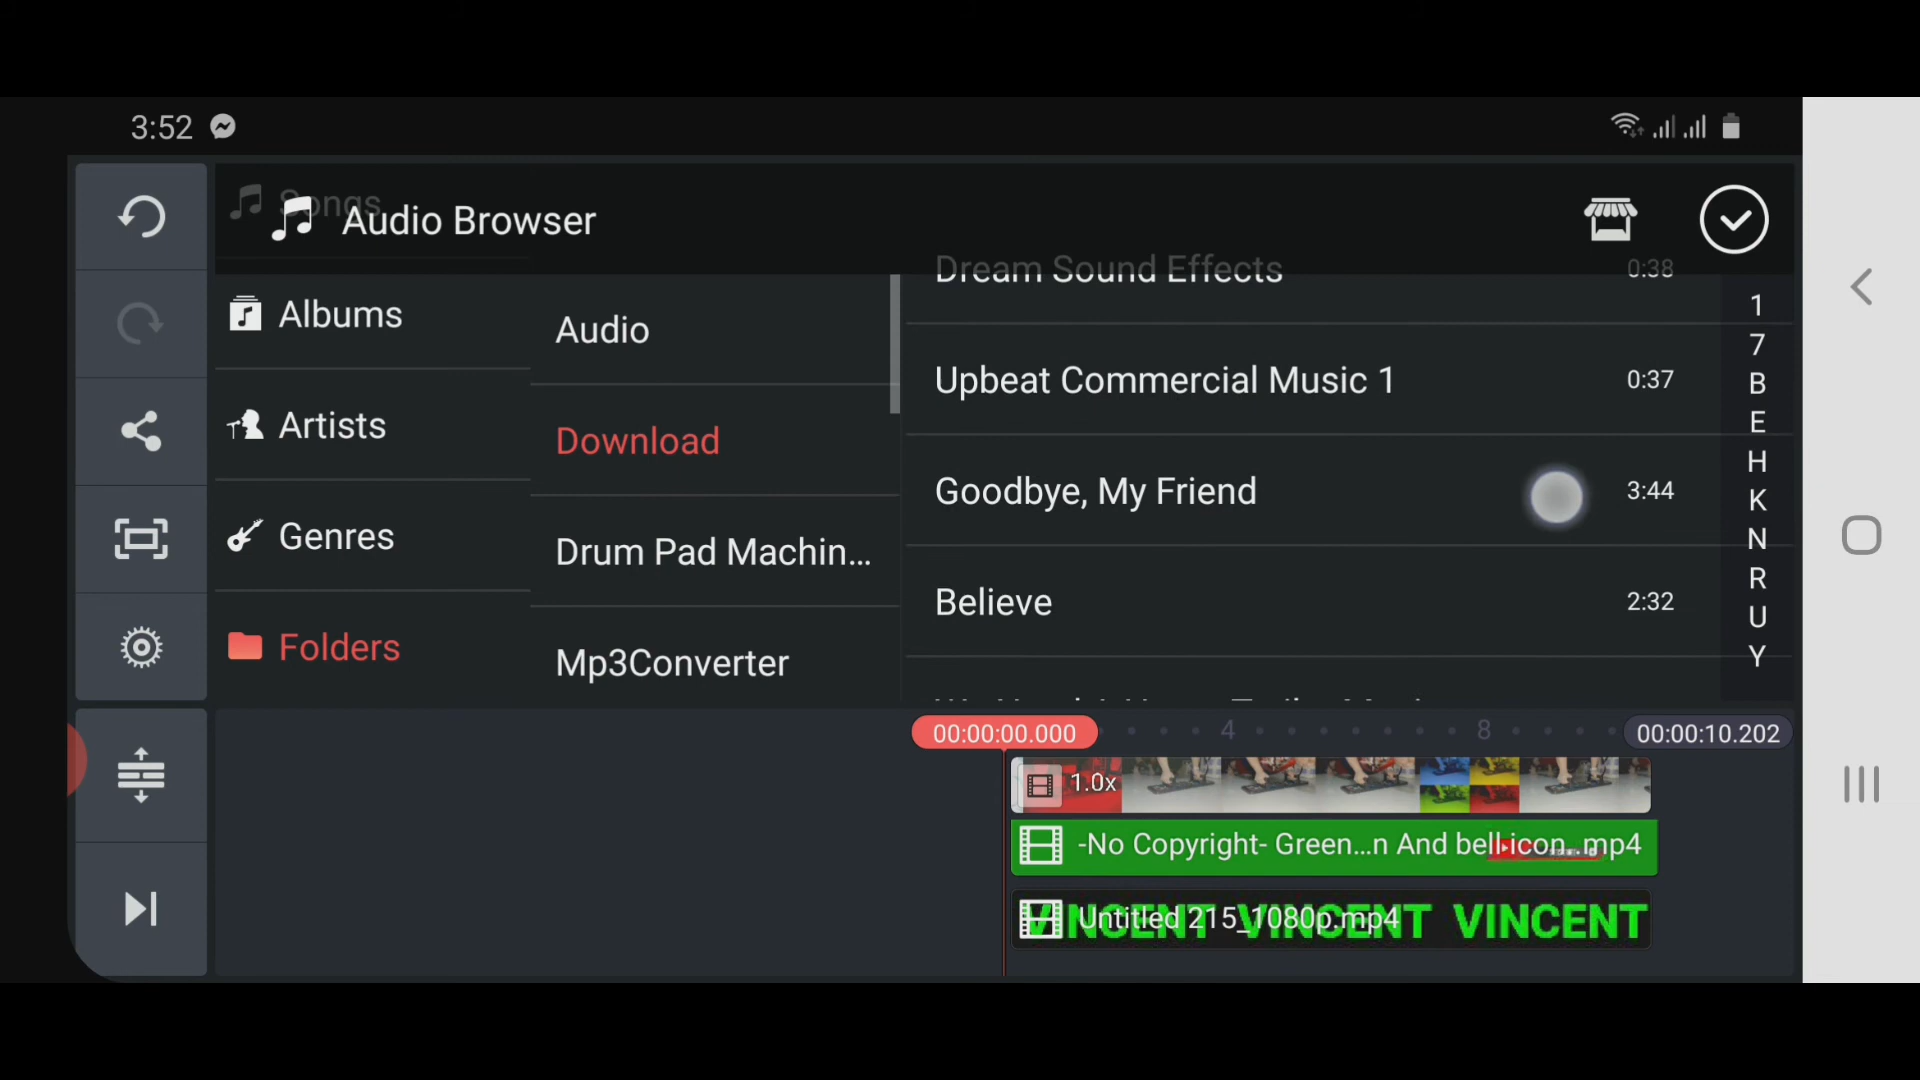 3:52
Songs
Audio Browser
Albums
Artists
Genres
Folders
Audio
Download
Drum Pad Machin...
Mp3Converter
Dream Sound Effects 0:38
Upbeat Commercial Music 1 0:37
Goodbye, My Friend 3:44
Believe 2:32
1
7
B
E
H
K
N
R
U
Y
00:00:00.000 4 8 00:00:10.202
1.0x
-No Copyright- Green...n And bell icon..mp4
Untitled 215_1080p.mp4
VINCENT VINCENT VINCENT